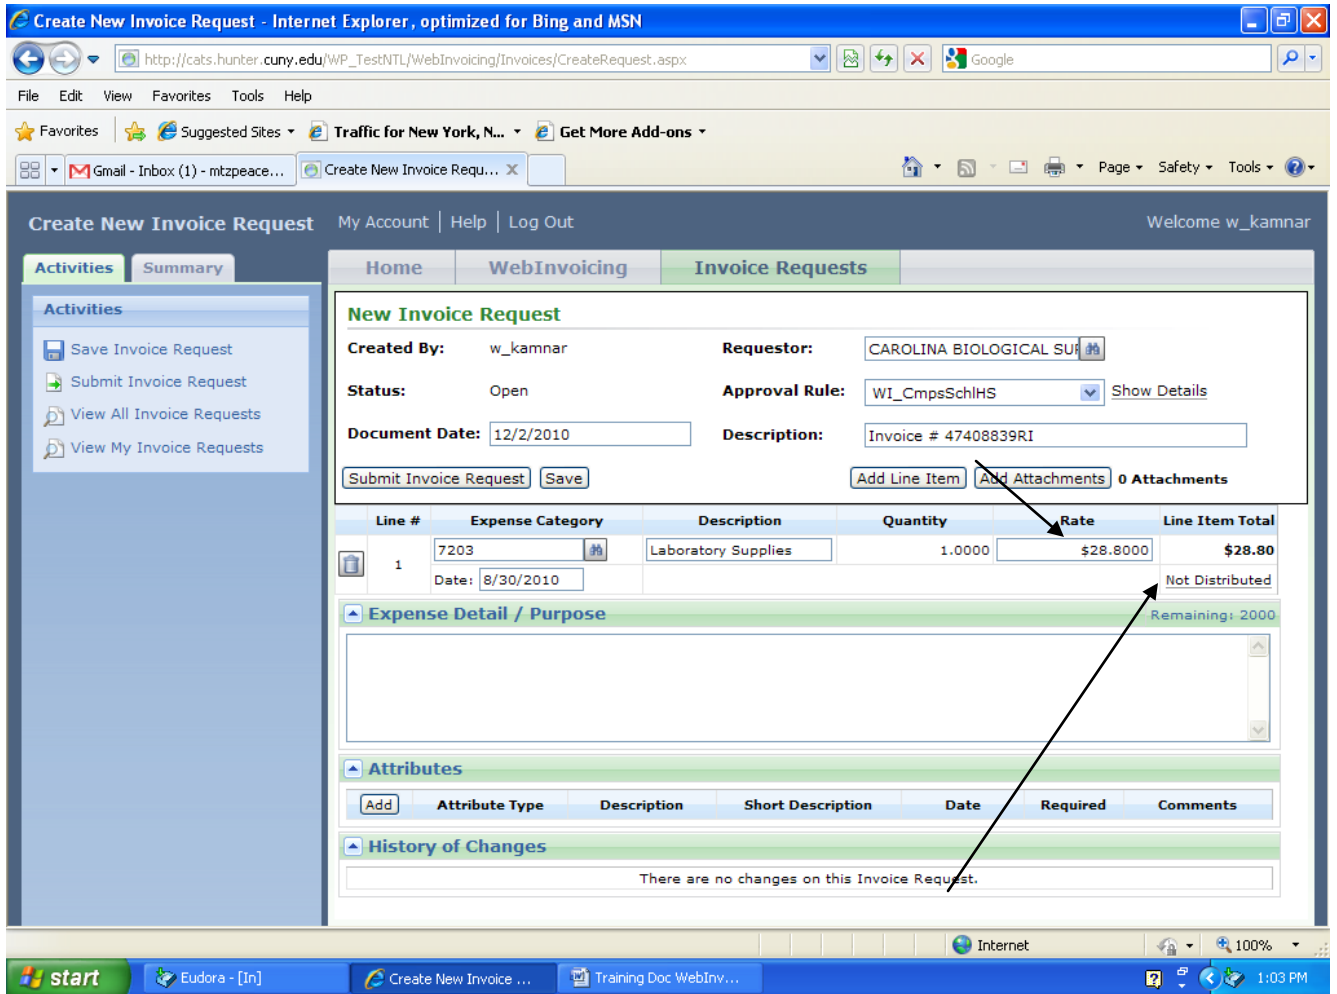 Create New Invoice Request - Internet Explorer, optimized for Bing and MSN
http://cats.hunter.cuny.edu/WP_TestNTL/WebInvoicing/Invoices/CreateRequest.aspx
Google
File Edit View Favorites Tools Help
Favorites Suggested Sites Traffic for New York, N... Get More Add-ons
Gmail - Inbox (1) - mtzpeace... Create New Invoice Requ... X Page Safety Tools
Create New Invoice Request My Account | Help | Log Out Welcome w_kamnar
Activities Summary Home WebInvoicing Invoice Requests
Activities
Save Invoice Request
Submit Invoice Request
View All Invoice Requests
View My Invoice Requests
New Invoice Request
Created By: w_kamnar Requestor: CAROLINA BIOLOGICAL SUP
Status: Open Approval Rule: WI_CmpsSchlHS Show Details
Document Date: 12/2/2010 Description: Invoice # 47408839RI
Submit Invoice Request Save Add Line Item Add Attachments 0 Attachments
Line # Expense Category Description Quantity Rate Line Item Total
1 7203 Laboratory Supplies 1.0000 $28.8000 $28.80
Date: 8/30/2010 Not Distributed
Expense Detail / Purpose Remaining: 2000
Attributes
Add Attribute Type Description Short Description Date Required Comments
History of Changes
There are no changes on this Invoice Request.
Internet 100%
start Eudora - [In] Create New Invoice ... Training Doc WebInv... 1:03 PM